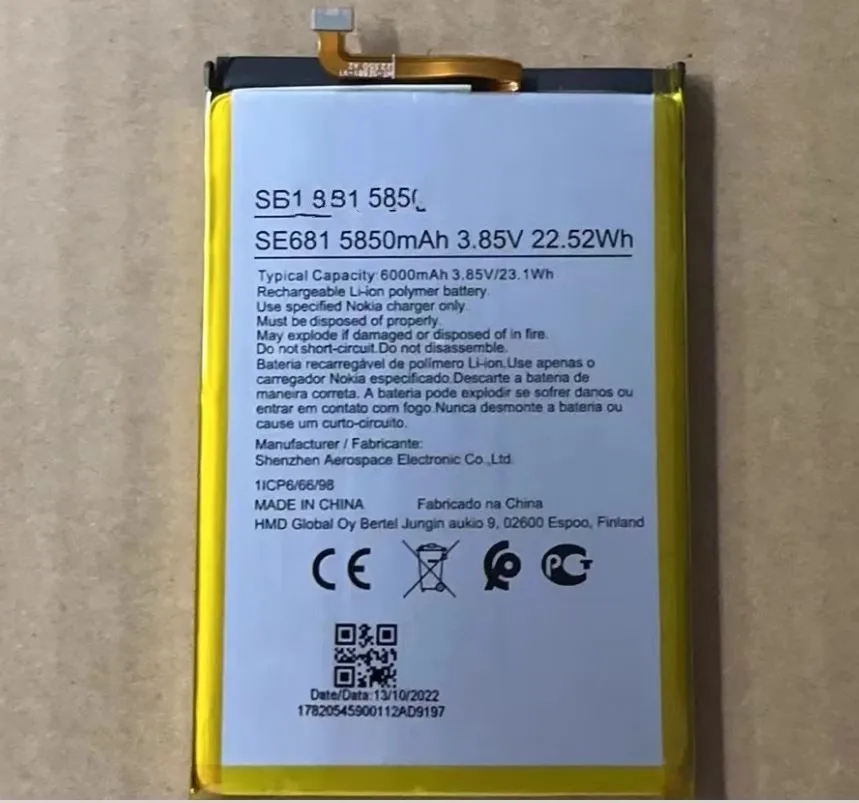 SE681 5850mAh 3.85V 22.52Wh
Typical Capacity:6000mAh 3.85V/23.1Wh
Rechargeable Li-ion polymer battery.
Use specified Nokia charger only.
Must be disposed of properly.
May explode if damaged or disposed of in fire.
Do not short-circuit.Do not disassemble.
Bateria recarregável de polímero Li-ion.Use apenas o
carregador Nokia especificado.Descarte a bateria de
maneira correta. A bateria pode explodir se sofrer danos ou
entrar em contato com fogo.Nunca desmonte a bateria ou
cause um curto-circuito.
Manufacturer / Fabricante:
Shenzhen Aerospace Electronic Co.,Ltd.
1ICP6/66/98
MADE IN CHINA Fabricado na China
HMD Global Oy Bertel Jungin aukio 9, 02600 Espoo, Finland
CE
Date/Data:13/10/2022
17820545900112AD9197